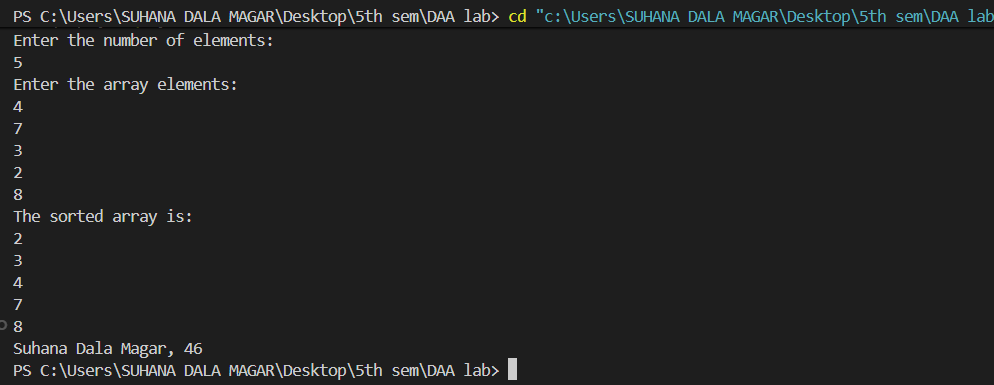 PS C:\Users\SUHANA DALA MAGAR\Desktop\5th sem\DAA lab> cd "c:\Users\SUHANA DALA MAGAR\Desktop\5th sem\DAA lab
Enter the number of elements:
5
Enter the array elements:
4
7
3
2
8
The sorted array is:
2
3
4
7
8
Suhana Dala Magar, 46
PS C:\Users\SUHANA DALA MAGAR\Desktop\5th sem\DAA lab>